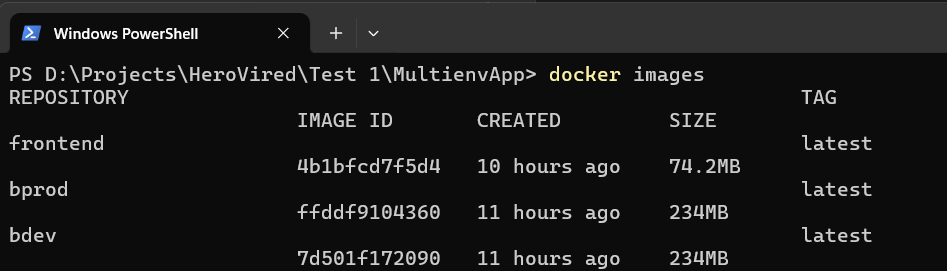 Windows PowerShell
PS D:\Projects\HeroVired\Test 1\MultienvApp> docker images
REPOSITORY TAG
IMAGE ID CREATED SIZE
frontend latest
4b1bfcd7f5d4 10 hours ago 74.2MB
bprod latest
ffddf9104360 11 hours ago 234MB
bdev latest
7d501f172090 11 hours ago 234MB